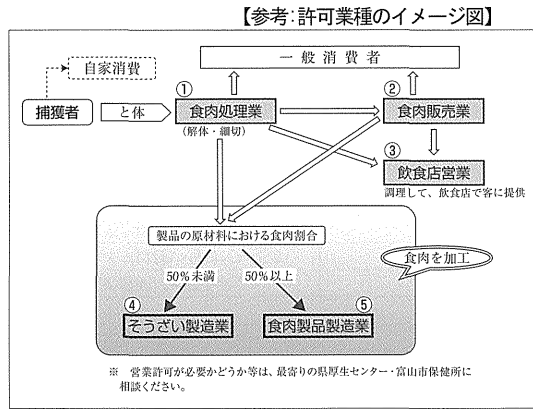 【参考:許可業種のイメージ図】
一般消費者
自家消費
①
②
捕獲者
と体
食肉処理業
食肉販売業
(解体・細切)
③
飲食店営業
調理して、飲食店で客に提供
製品の原材料における食肉割合
食肉を加工
50%未満
50%以上
④
⑤
そうざい製造業
食肉製品製造業
※ 営業許可が必要かどうか等は、最寄りの県厚生センター・富山市保健所に
相談ください。